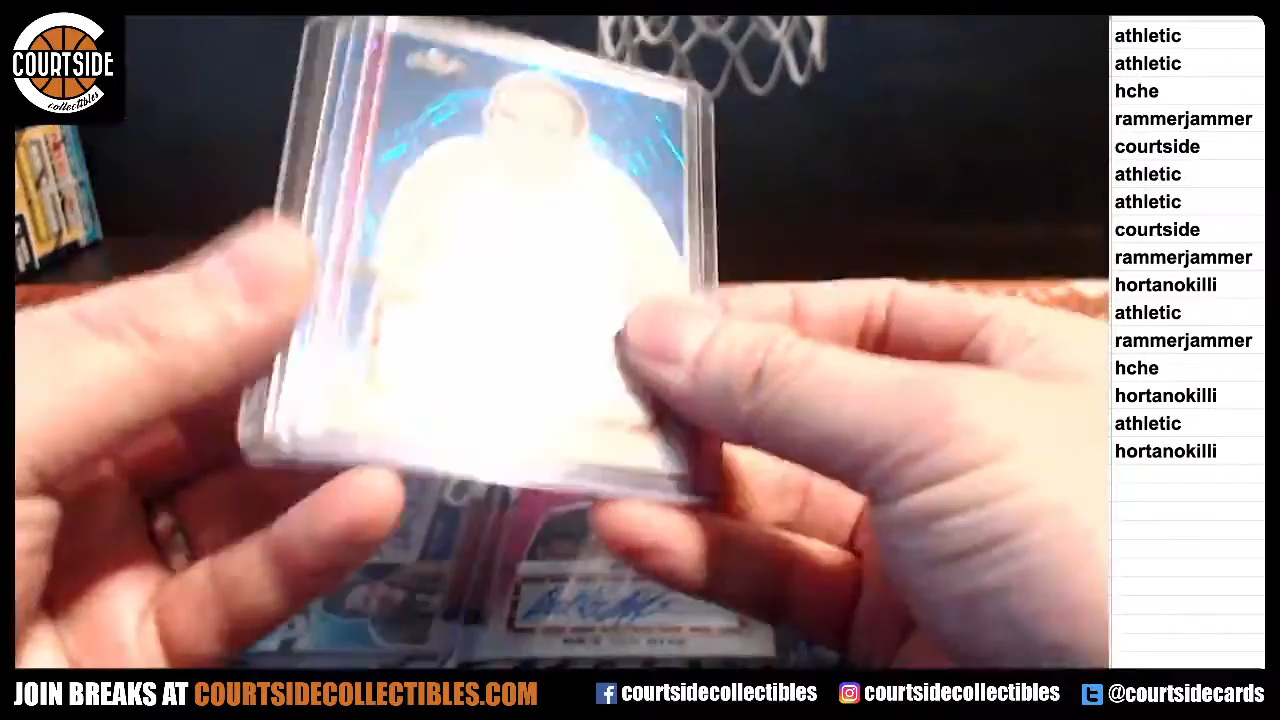 COURTSIDE
collectibles
athletic
athletic
hche
rammerjammer
courtside
athletic
athletic
courtside
rammerjammer
hortanokilli
athletic
rammerjammer
hche
hortanokilli
athletic
hortanokilli
JOIN BREAKS AT COURTSIDECOLLECTIBLES.COM
courtsidecollectibles
courtsidecollectibles
@courtsidecards